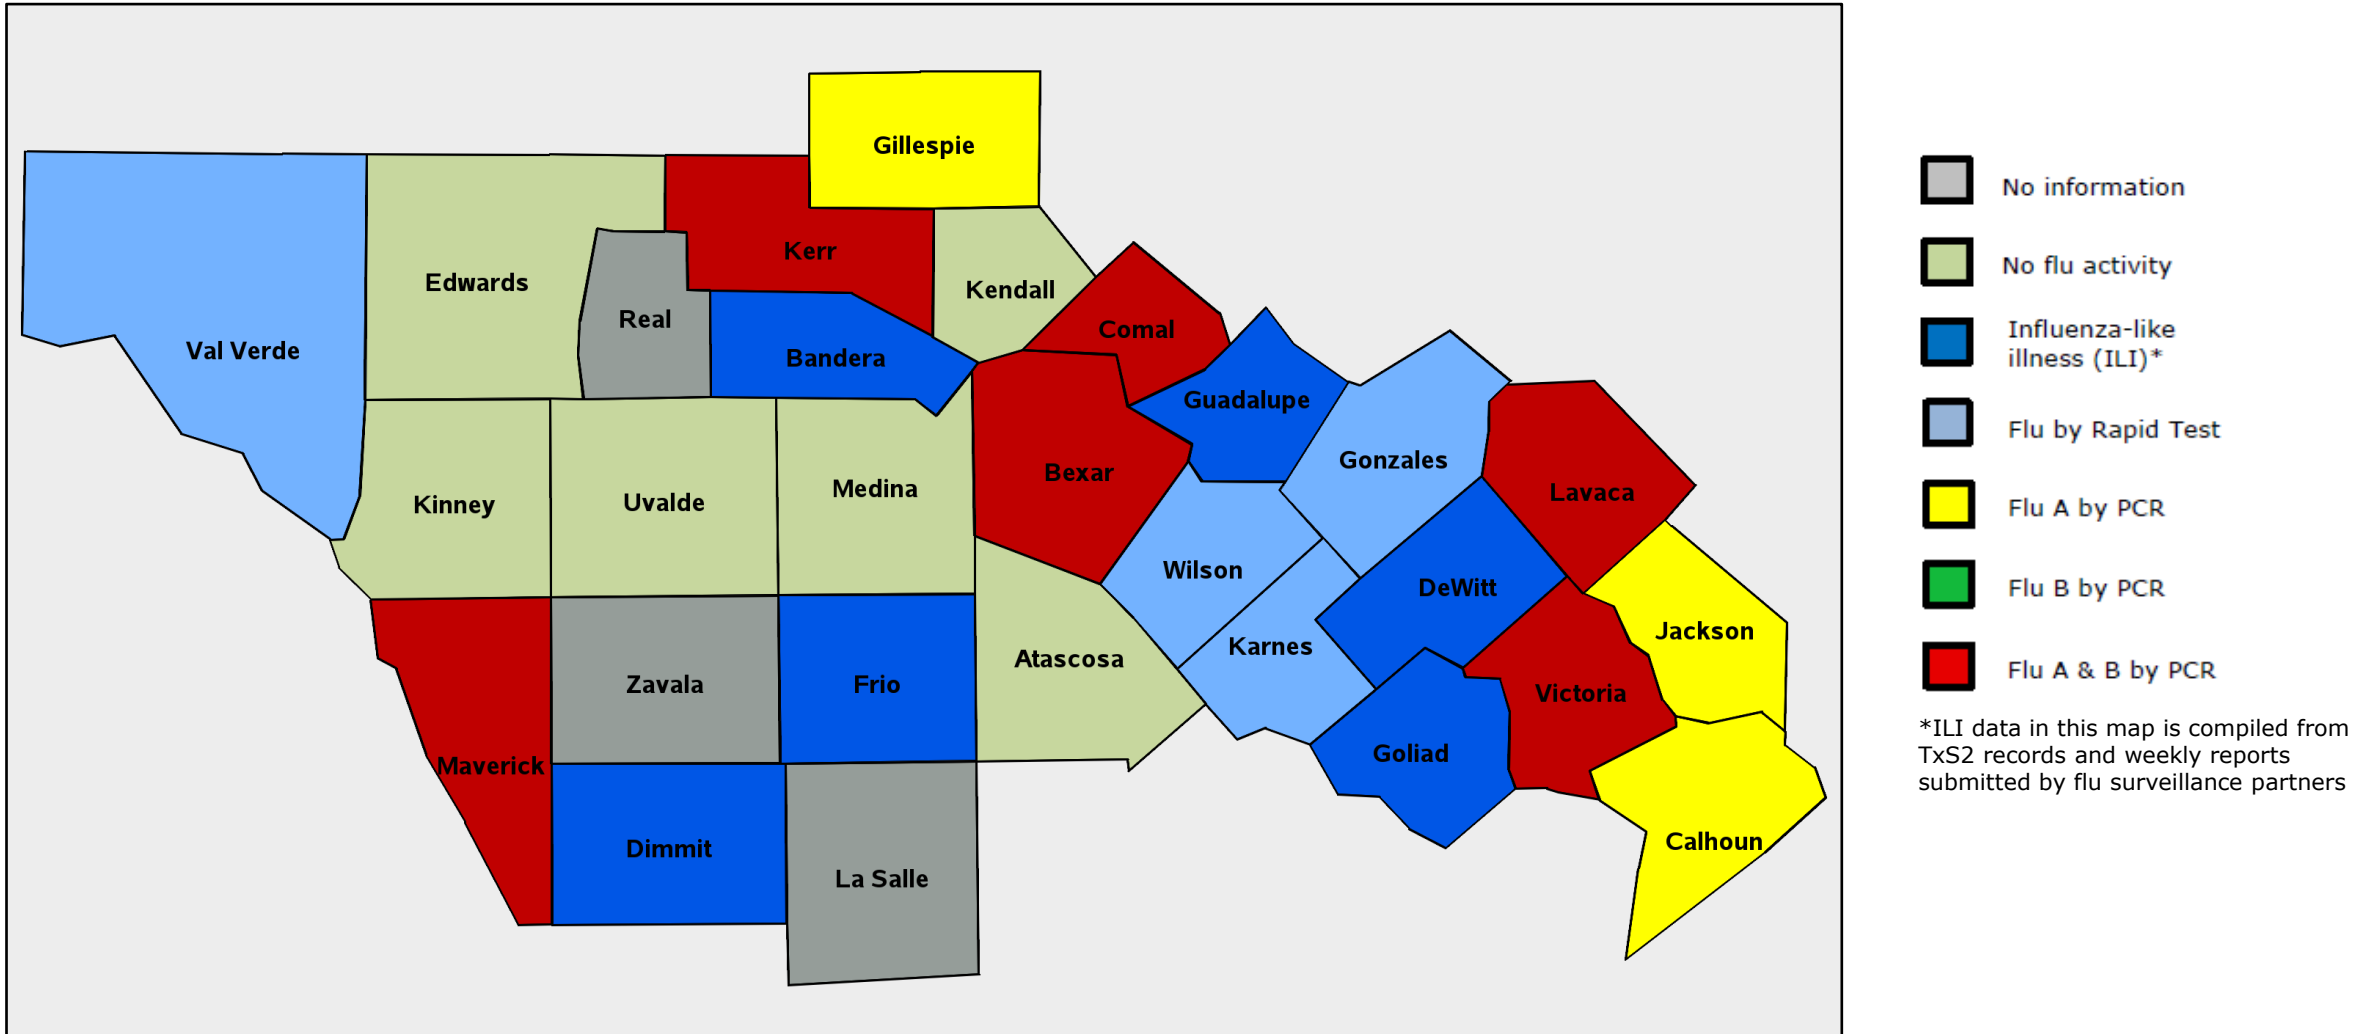 Gillespie
Kerr
Edwards
Kendall
Real
Comal
Val Verde
Bandera
Guadalupe
Gonzales
Bexar
Medina
Lavaca
Uvalde
Kinney
Wilson
DeWitt
Jackson
Karnes
Atascosa
Zavala
Frio
Victoria
Goliad
Maverick
Calhoun
Dimmit
La Salle
No information
No flu activity
Influenza-like
illness (ILI)*
Flu by Rapid Test
Flu A by PCR
Flu B by PCR
Flu A & B by PCR
*ILI data in this map is compiled from
TxS2 records and weekly reports
submitted by flu surveillance partners